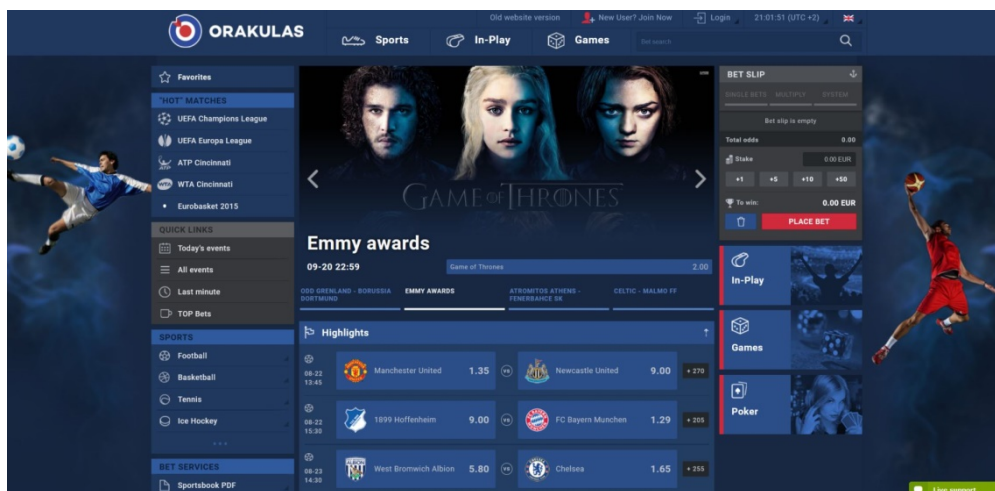 Old website version
New User? Join Now
Login
21:01:51 (UTC +2)
ORAKULAS
Sports
In-Play
Games
Bet search
Favorites
"HOT" MATCHES
UEFA Champions League
UEFA Europa League
ATP Cincinnati
WTA Cincinnati
Eurobasket 2015
QUICK LINKS
Today's events
All events
Last minute
TOP Bets
SPORTS
Football
Basketball
Tennis
Ice Hockey
BET SERVICES
Sportsbook PDF
GAME OF THRONES
Emmy awards
09-20 22:59
Game of Thrones 2.00
ODD GRENLAND - BORUSSIA
DORTMUND
EMMY AWARDS
ATROMITOS ATHENS -
FENERBAHCE SK
CELTIC - MALMO FF
Highlights
08-22
13:45
Manchester United 1.35 VS Newcastle United 9.00 + 270
08-22
15:30
1899 Hoffenheim 9.00 VS FC Bayern Munchen 1.29 + 205
08-23
14:30
West Bromwich Albion 5.80 VS Chelsea 1.65 + 255
BET SLIP
SINGLE BETS MULTIPLY SYSTEM
Bet slip is empty
Total odds 0.00
Stake 0.00 EUR
+1 +5 +10 +50
To win: 0.00 EUR
PLACE BET
In-Play
Games
Poker
Live support